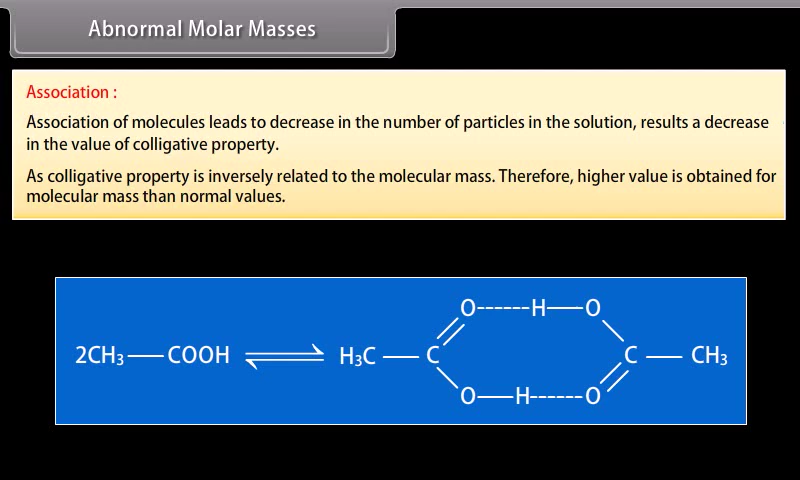 Abnormal Molar Masses
Association :
Association of molecules leads to decrease in the number of particles in the solution, results a decrease
in the value of colligative property.
As colligative property is inversely related to the molecular mass. Therefore, higher value is obtained for
molecular mass than normal values.
O------H—O
2CH₃—COOH ⇌ H₃C—C C—CH₃
O—H------O